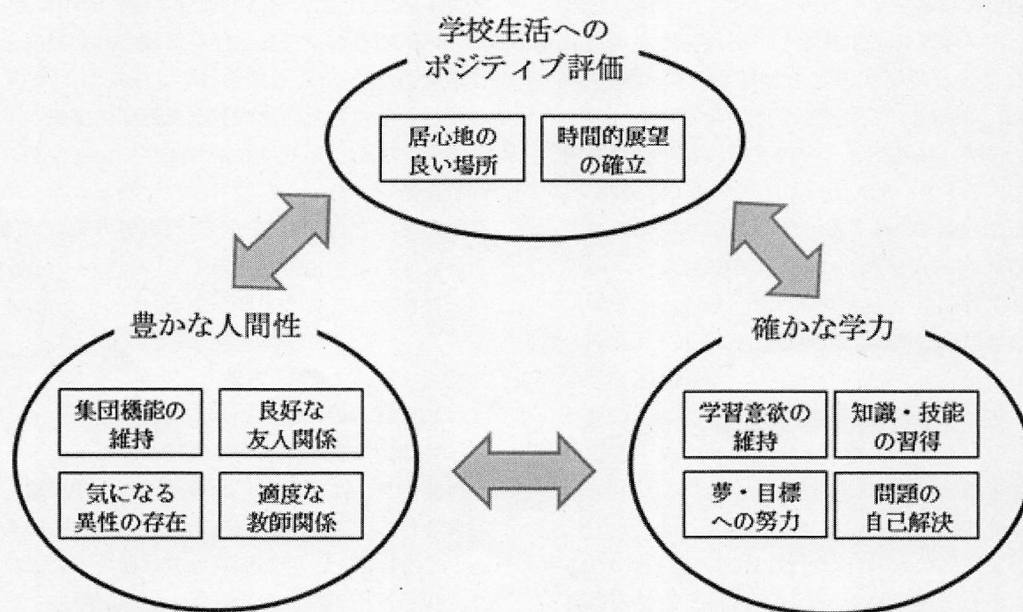 学校生活への
ポジティブ評価
居心地の
良い場所
時間的展望
の確立
豊かな人間性
集団機能の
維持
良好な
友人関係
気になる
異性の存在
適度な
教師関係
確かな学力
学習意欲の
維持
知識・技能
の習得
夢・目標
への努力
問題の
自己解決